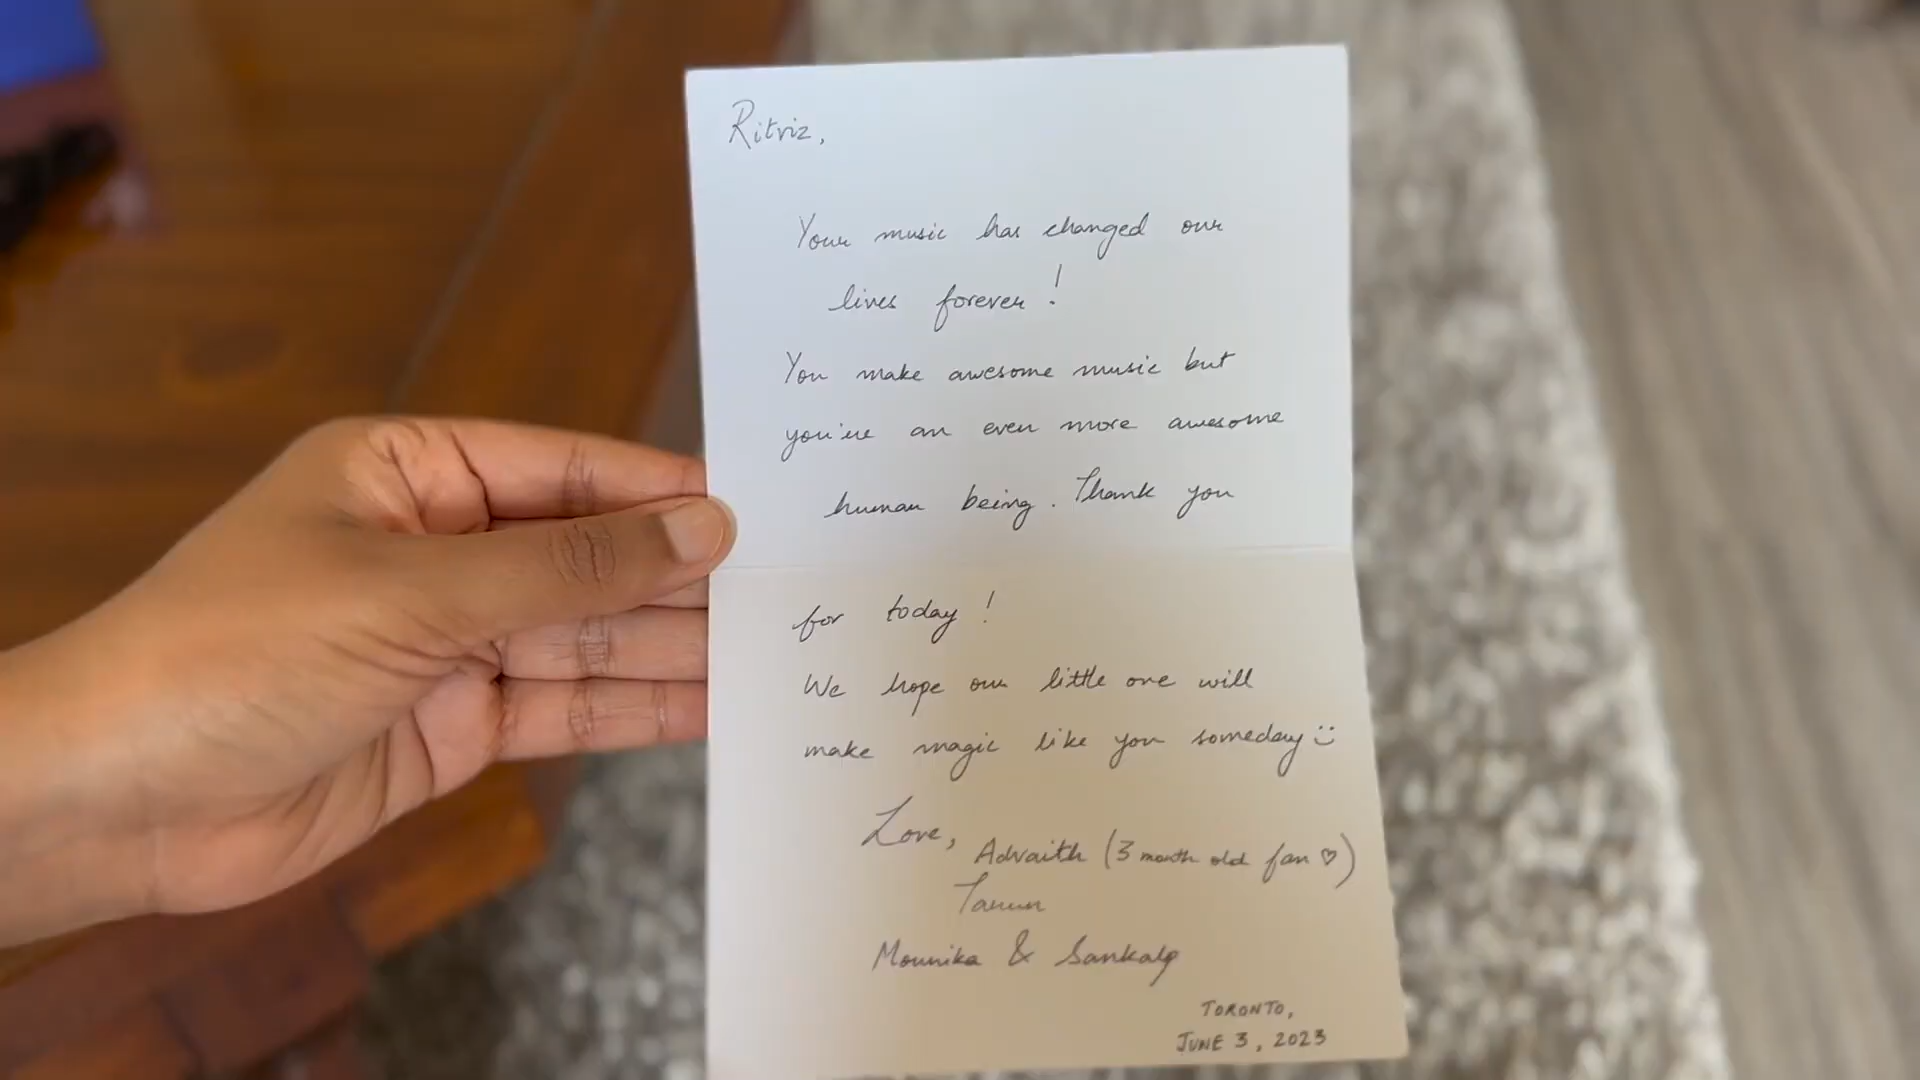 Ritviz,
Your music has changed our
lives forever!
You make awesome music but
you're an even more awesome
human being. Thank you
for today!
We hope our little one will
make magic like you someday :)
Love,
Advaith (3 month old fan ♡)
Tarun
Mounika & Sankalp
TORONTO,
JUNE 3, 2023